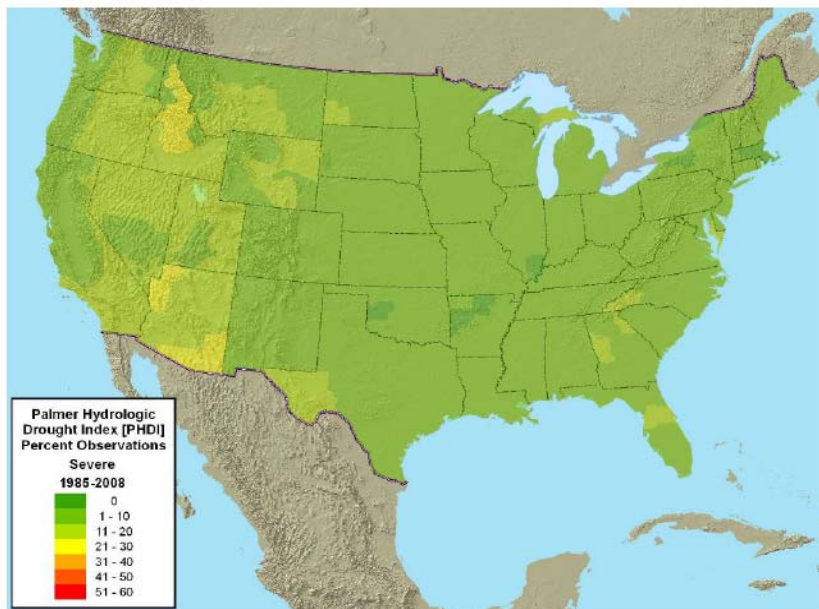 Palmer Hydrologic
Drought Index [PHDI]
Percent Observations
Severe
1985-2008
0
1 - 10
11 - 20
21 - 30
31 - 40
41 - 50
51 - 60